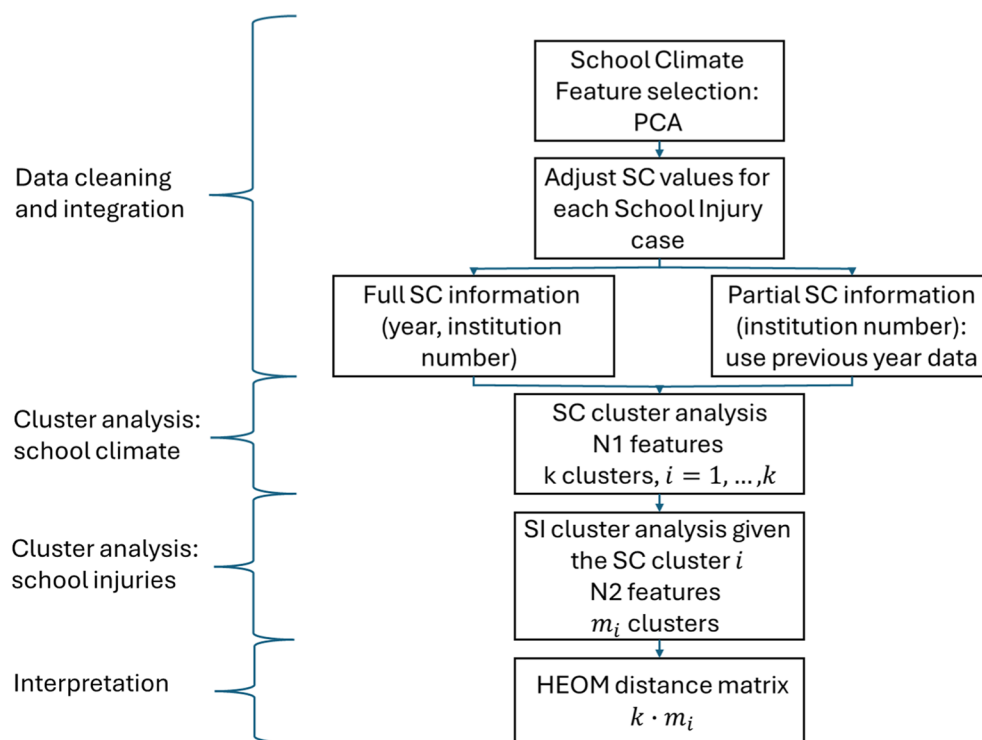 School Climate
Feature selection:
PCA
Data cleaning
and integration
Adjust SC values for
each School Injury
case
Full SC information
(year, institution
number)
Partial SC information
(institution number):
use previous year data
Cluster analysis:
school climate
SC cluster analysis
N1 features
k clusters, i = 1, …,k
Cluster analysis:
school injuries
SI cluster analysis given
the SC cluster i
N2 features
mᵢ clusters
Interpretation
HEOM distance matrix
k · mᵢ